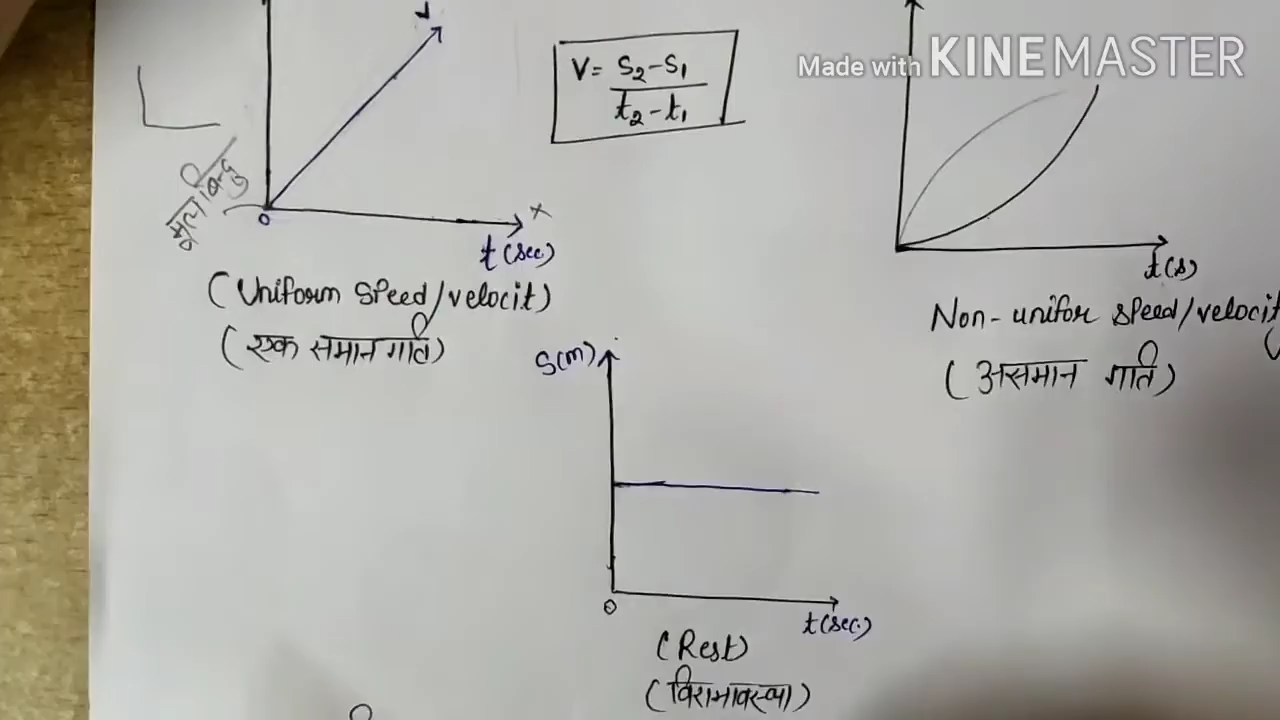 Made with KINEMASTER
V = S₂-S₁
t₂-t₁
मूल बिन्दु
O
X
t (sec)
(Uniform speed/velocit)
(एक समान गति)
t(s)
Non-unifor speed/velocit
(असमान गति)
S(m)
O
t(sec.)
(Rest)
(विरामावस्था)